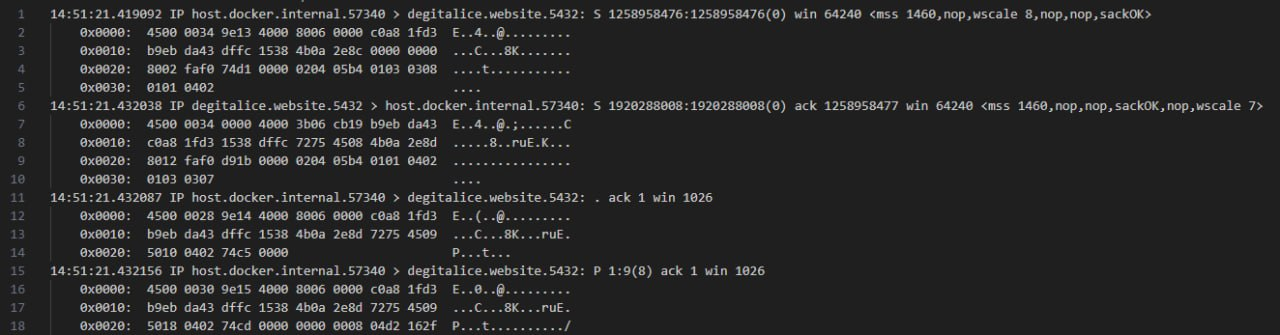 1 14:51:21.419092 IP host.docker.internal.57340 > degitalice.website.5432: S 1258958476:1258958476(0) win 64240 <mss 1460,nop,wscale 8,nop,nop,sackOK>
2 0x0000: 4500 0034 9e13 4000 8006 0000 c0a8 1fd3 E..4..@.........
3 0x0010: b9eb da43 dffc 1538 4b0a 2e8c 0000 0000 ...C...8K.......
4 0x0020: 8002 faf0 74d1 0000 0204 05b4 0103 0308 ....t...........
5 0x0030: 0101 0402 ....
6 14:51:21.432038 IP degitalice.website.5432 > host.docker.internal.57340: S 1920288008:1920288008(0) ack 1258958477 win 64240 <mss 1460,nop,nop,sackOK,nop,wscale 7>
7 0x0000: 4500 0034 0000 4000 3b06 cb19 b9eb da43 E..4..@.;......C
8 0x0010: c0a8 1fd3 1538 dffc 7275 4508 4b0a 2e8d .....8..ruE.K...
9 0x0020: 8012 faf0 d91b 0000 0204 05b4 0101 0402 ................
10 0x0030: 0103 0307 ....
11 14:51:21.432087 IP host.docker.internal.57340 > degitalice.website.5432: . ack 1 win 1026
12 0x0000: 4500 0028 9e14 4000 8006 0000 c0a8 1fd3 E..(..@.........
13 0x0010: b9eb da43 dffc 1538 4b0a 2e8d 7275 4509 ...C...8K...ruE.
14 0x0020: 5010 0402 74c5 0000 P...t...
15 14:51:21.432156 IP host.docker.internal.57340 > degitalice.website.5432: P 1:9(8) ack 1 win 1026
16 0x0000: 4500 0030 9e15 4000 8006 0000 c0a8 1fd3 E..0..@.........
17 0x0010: b9eb da43 dffc 1538 4b0a 2e8d 7275 4509 ...C...8K...ruE.
18 0x0020: 5018 0402 74cd 0000 0000 0008 04d2 162f P...t........../